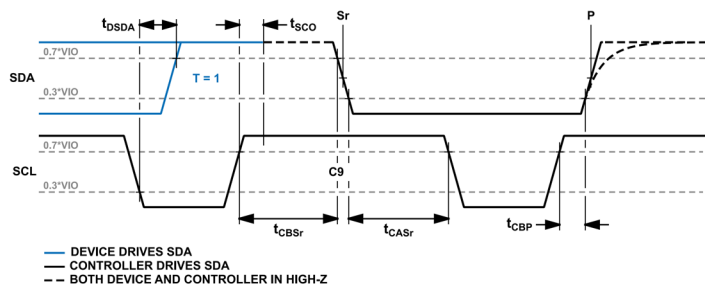 tDSDA
tSCO
Sr
P
0.7*VIO
SDA
T = 1
0.3*VIO
0.7*VIO
SCL
C9
0.3*VIO
tCBSr
tCASr
tCBP
DEVICE DRIVES SDA
CONTROLLER DRIVES SDA
BOTH DEVICE AND CONTROLLER IN HIGH-Z